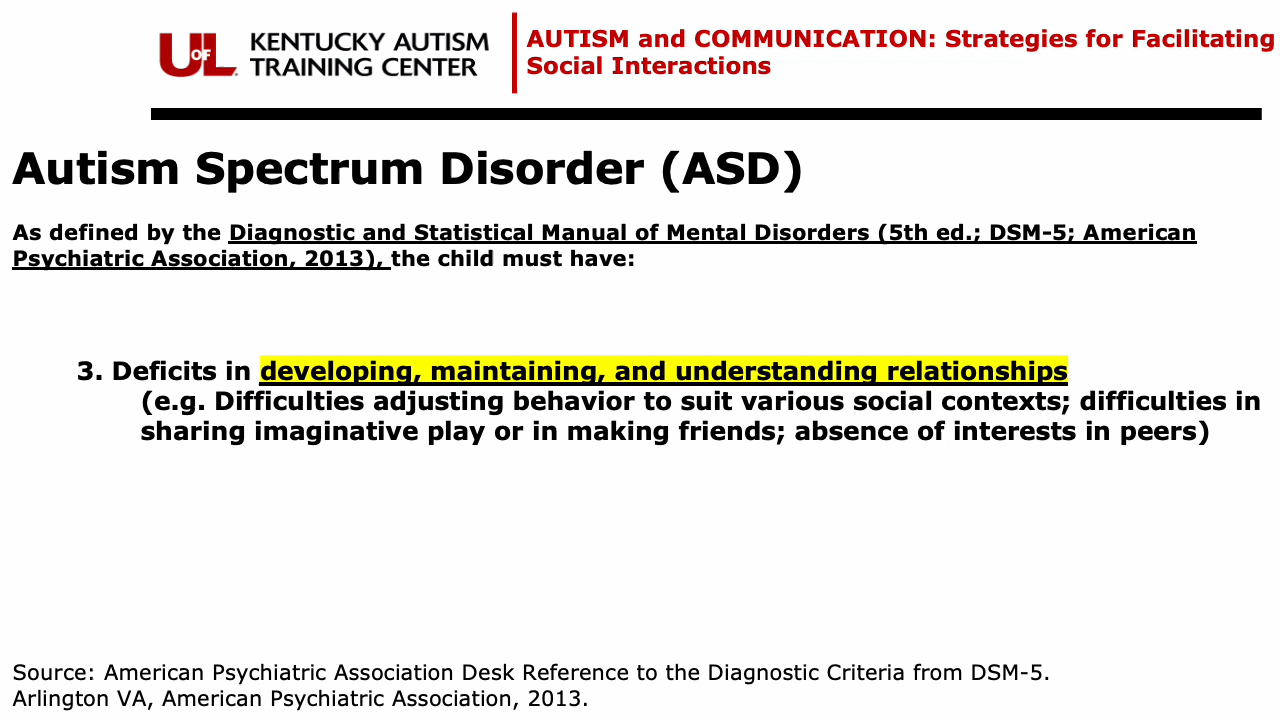 UofL
KENTUCKY AUTISM
TRAINING CENTER
AUTISM and COMMUNICATION: Strategies for Facilitating
Social Interactions
Autism Spectrum Disorder (ASD)
As defined by the Diagnostic and Statistical Manual of Mental Disorders (5th ed.; DSM-5; American
Psychiatric Association, 2013), the child must have:
3. Deficits in developing, maintaining, and understanding relationships
(e.g. Difficulties adjusting behavior to suit various social contexts; difficulties in
sharing imaginative play or in making friends; absence of interests in peers)
Source: American Psychiatric Association Desk Reference to the Diagnostic Criteria from DSM-5.
Arlington VA, American Psychiatric Association, 2013.